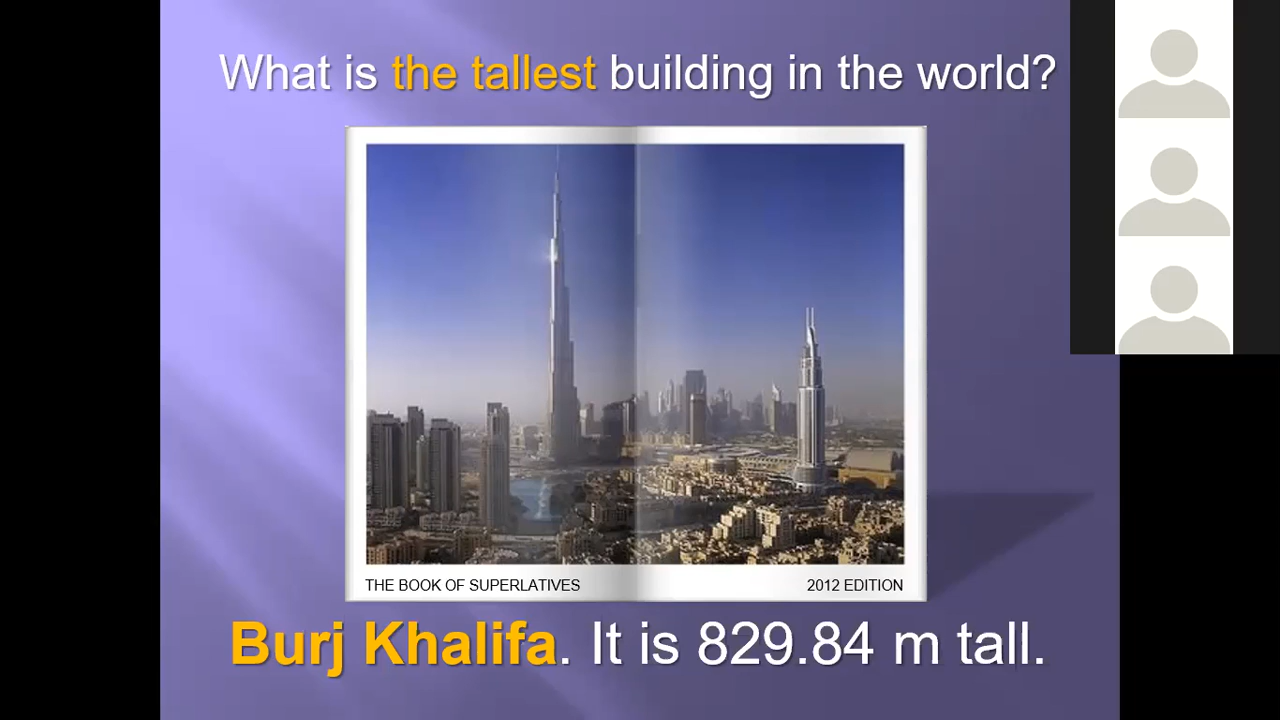 What is the tallest building in the world?
THE BOOK OF SUPERLATIVES
2012 EDITION
Burj Khalifa. It is 829.84 m tall.